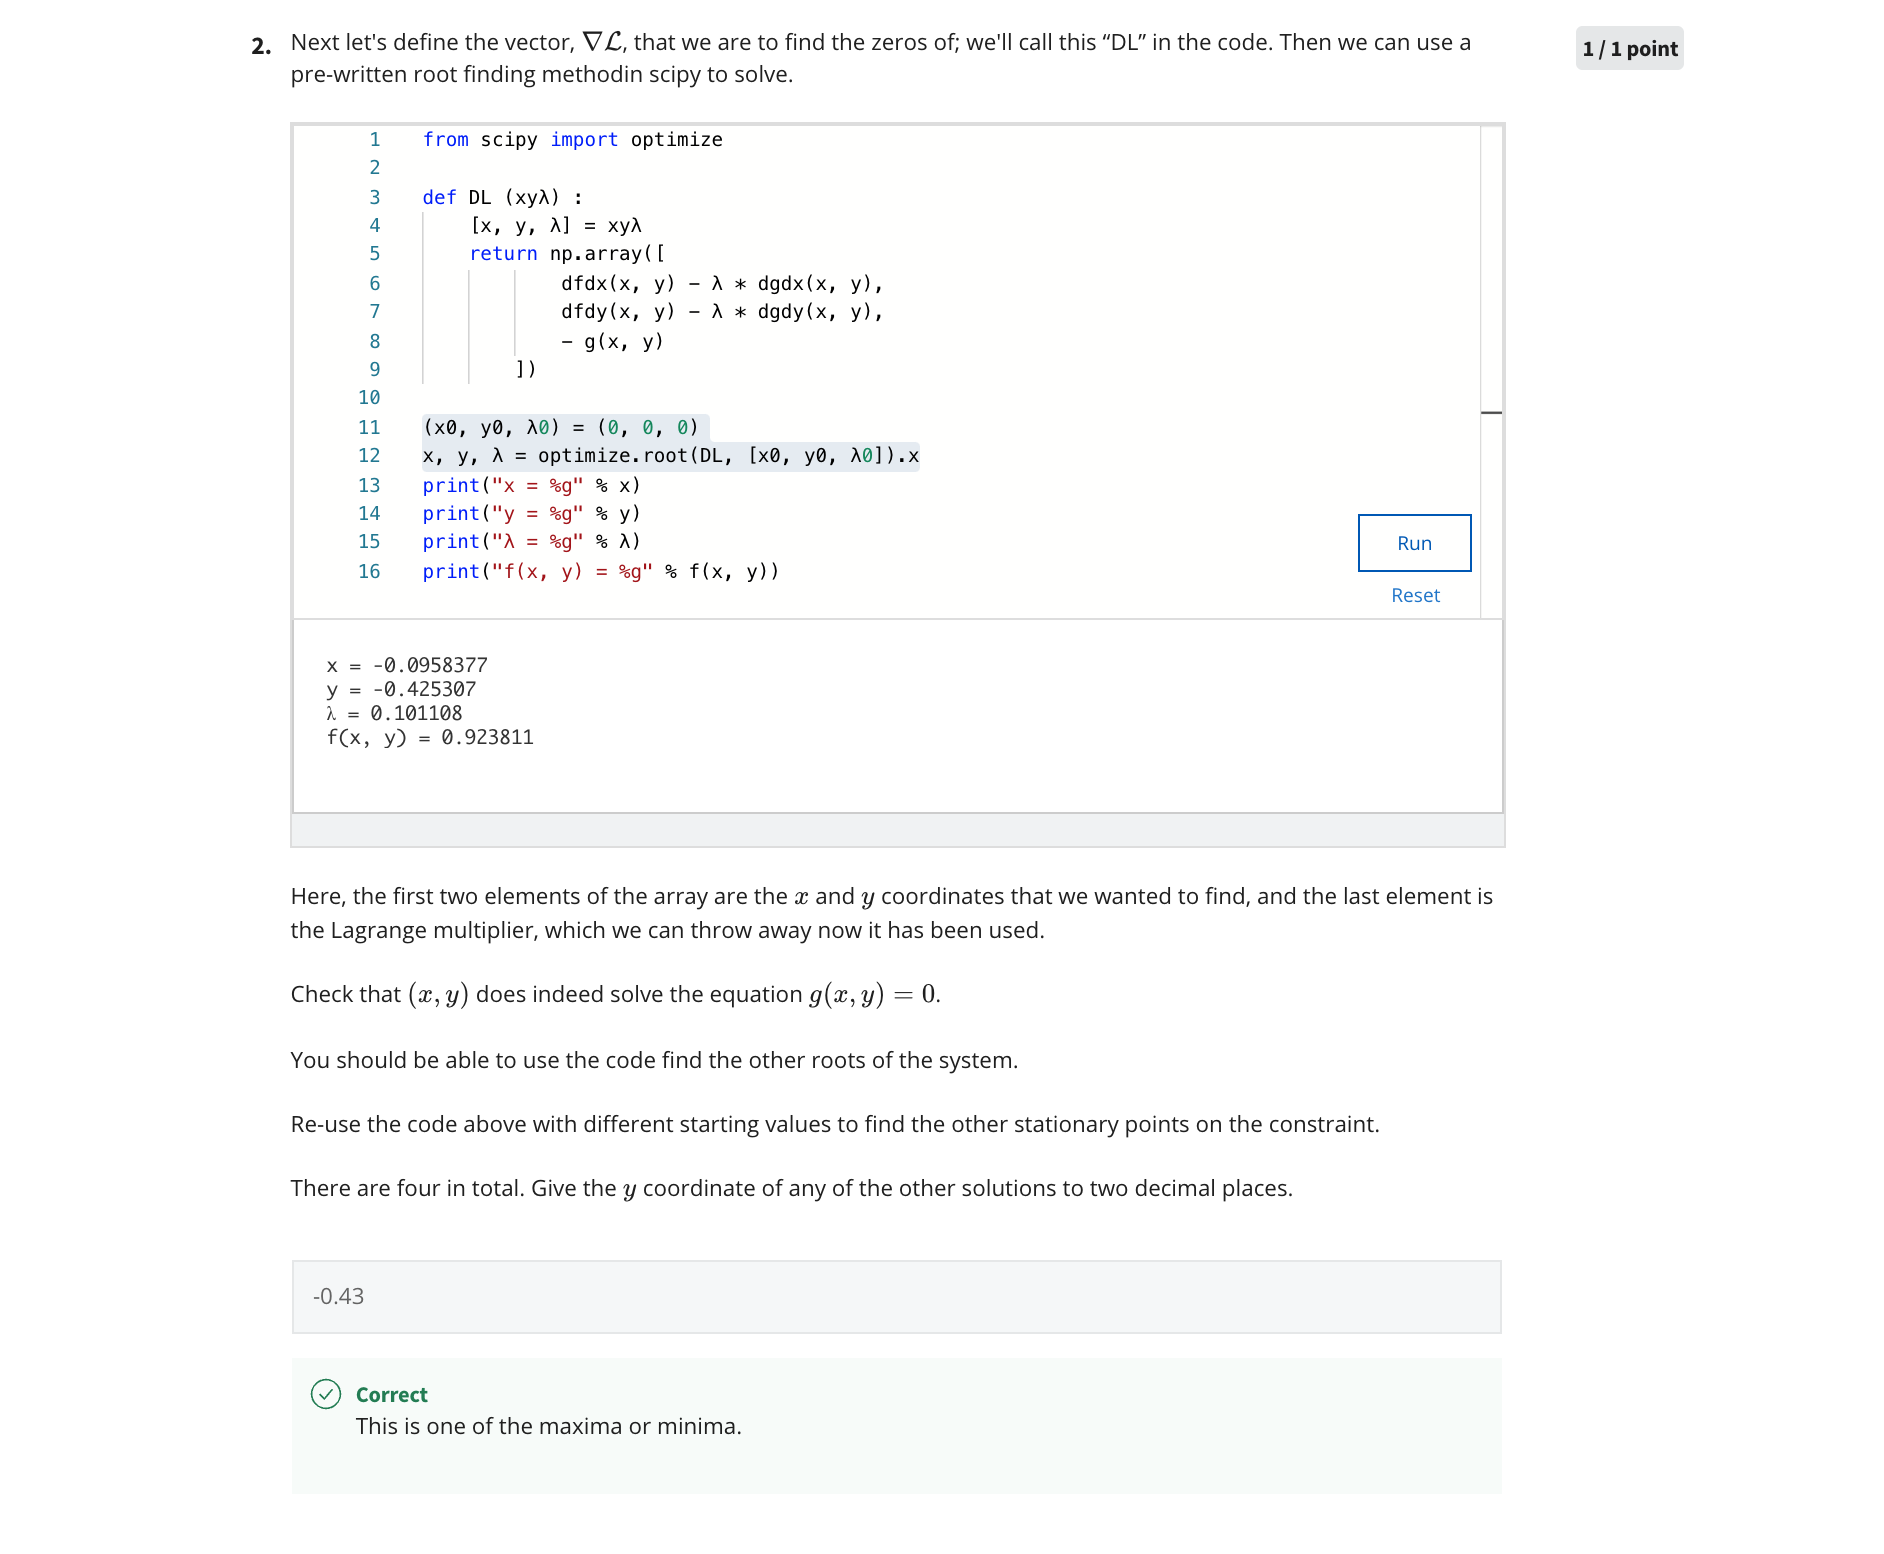 2. Next let's define the vector, ∇ℒ, that we are to find the zeros of; we'll call this “DL” in the code. Then we can use a
pre-written root finding methodin scipy to solve.
1 / 1 point
1 from scipy import optimize
2
3 def DL (xyλ) :
4     [x, y, λ] = xyλ
5     return np.array([
6             dfdx(x, y) - λ * dgdx(x, y),
7             dfdy(x, y) - λ * dgdy(x, y),
8             - g(x, y)
9         ])
10
11 (x0, y0, λ0) = (0, 0, 0)
12 x, y, λ = optimize.root(DL, [x0, y0, λ0]).x
13 print("x = %g" % x)
14 print("y = %g" % y)
15 print("λ = %g" % λ)
16 print("f(x, y) = %g" % f(x, y))
Run
Reset
x = -0.0958377
y = -0.425307
λ = 0.101108
f(x, y) = 0.923811
Here, the first two elements of the array are the x and y coordinates that we wanted to find, and the last element is
the Lagrange multiplier, which we can throw away now it has been used.
Check that (x, y) does indeed solve the equation g(x, y) = 0.
You should be able to use the code find the other roots of the system.
Re-use the code above with different starting values to find the other stationary points on the constraint.
There are four in total. Give the y coordinate of any of the other solutions to two decimal places.
-0.43
Correct
This is one of the maxima or minima.